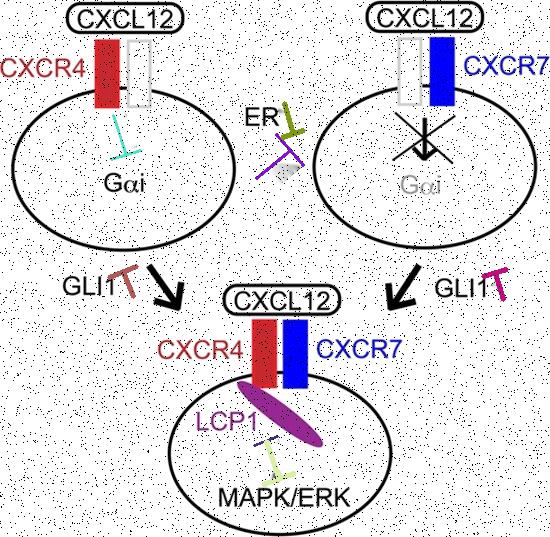 CXCL12
CXCL12
CXCR4
CXCR7
ER
Gαi
Gαi
GLI1
GLI1
CXCL12
CXCR4
CXCR7
LCP1
MAPK/ERK